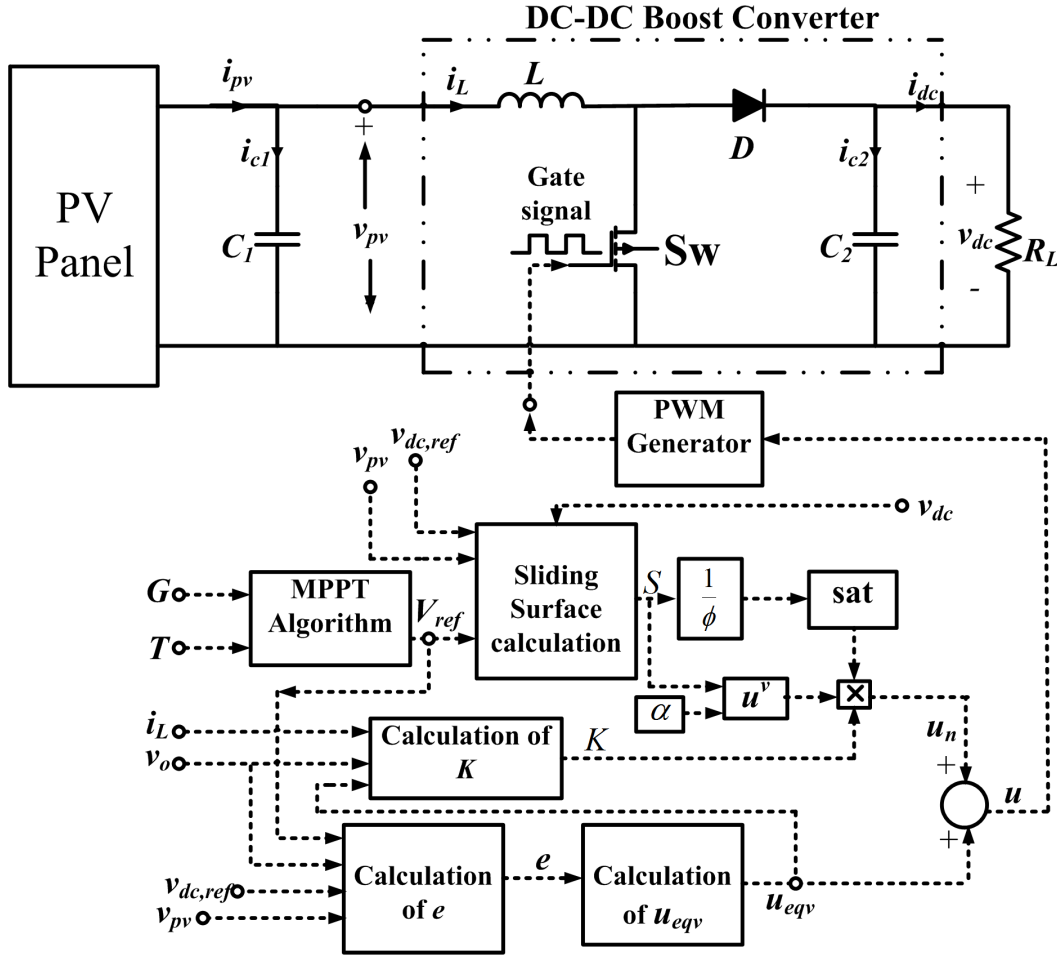 DC-DC Boost Converter
PV
Panel
i_pv
i_c1
C_1
+
v_pv
i_L
L
Gate
signal
Sw
D
i_c2
C_2
i_dc
+
v_dc
-
R_L
PWM
Generator
v_pv
v_dc,ref
v_dc
G
T
MPPT
Algorithm
V_ref
Sliding
Surface
calculation
S
1
ϕ
sat
α
u^v
×
i_L
v_o
Calculation of
K
K
u_n
+
u
+
v_dc,ref
v_pv
Calculation
of e
e
Calculation
of u_eqv
u_eqv